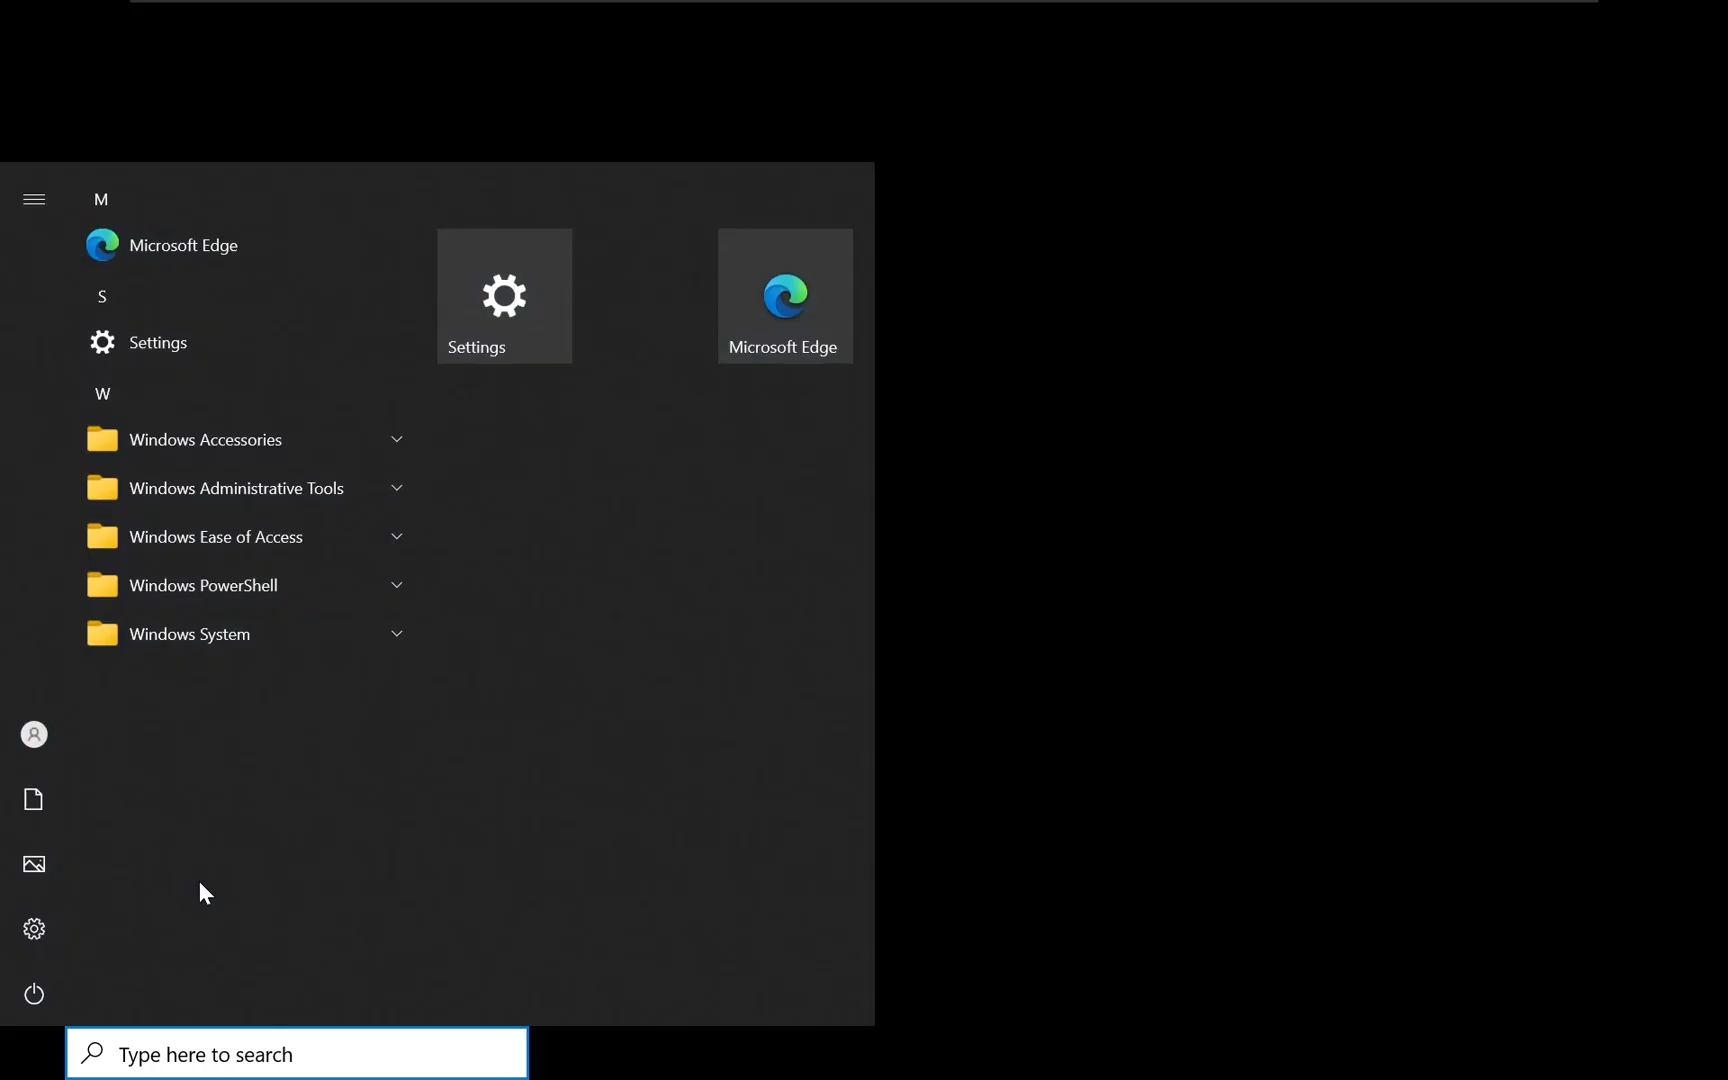 M
Microsoft Edge
S
Settings
W
Windows Accessories
Windows Administrative Tools
Windows Ease of Access
Windows PowerShell
Windows System
Settings
Microsoft Edge
Type here to search